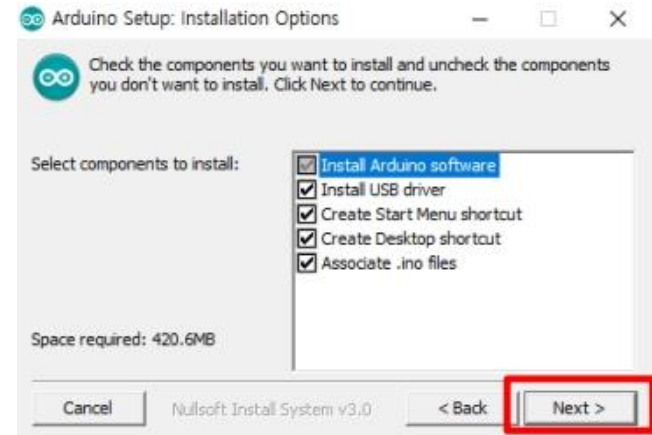 Arduino Setup: Installation Options
Check the components you want to install and uncheck the components
you don't want to install. Click Next to continue.
Select components to install:
Install Arduino software
Install USB driver
Create Start Menu shortcut
Create Desktop shortcut
Associate .ino files
Space required: 420.6MB
Cancel
Nullsoft Install System v3.0
< Back
Next >